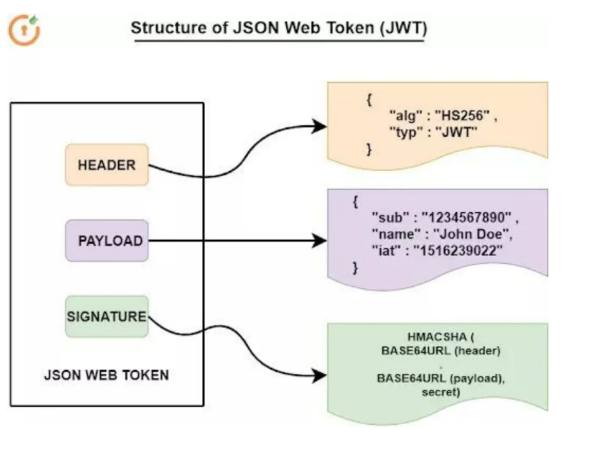 Structure of JSON Web Token (JWT)
HEADER
PAYLOAD
SIGNATURE
JSON WEB TOKEN
{
"alg" : "HS256" ,
"typ" : "JWT"
}
{
"sub" : "1234567890" ,
"name" : "John Doe",
"iat" : "1516239022"
}
HMACSHA (
BASE64URL (header)
.
BASE64URL (payload),
secret)